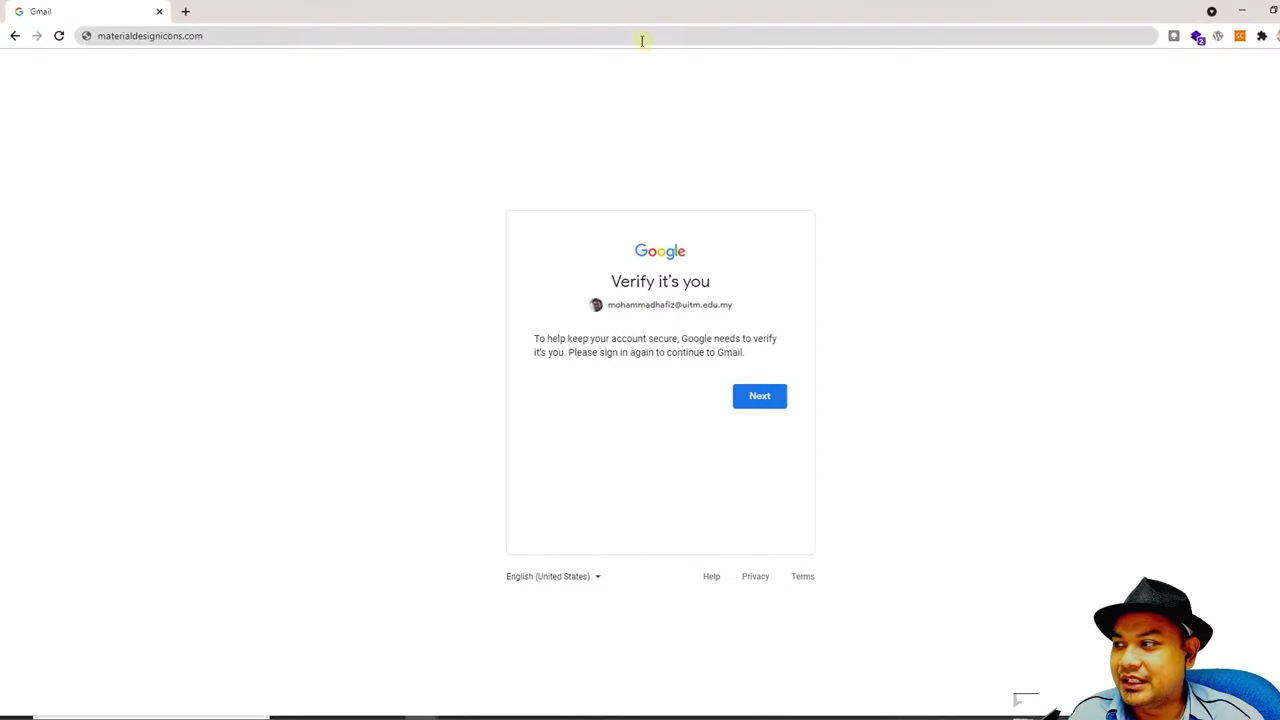 Gmail
materialdesignicons.com
2
SC
Google
Verify it's you
mohammadhafiz@uitm.edu.my
To help keep your account secure, Google needs to verify
it's you. Please sign in again to continue to Gmail.
Next
English (United States)
Help
Privacy
Terms